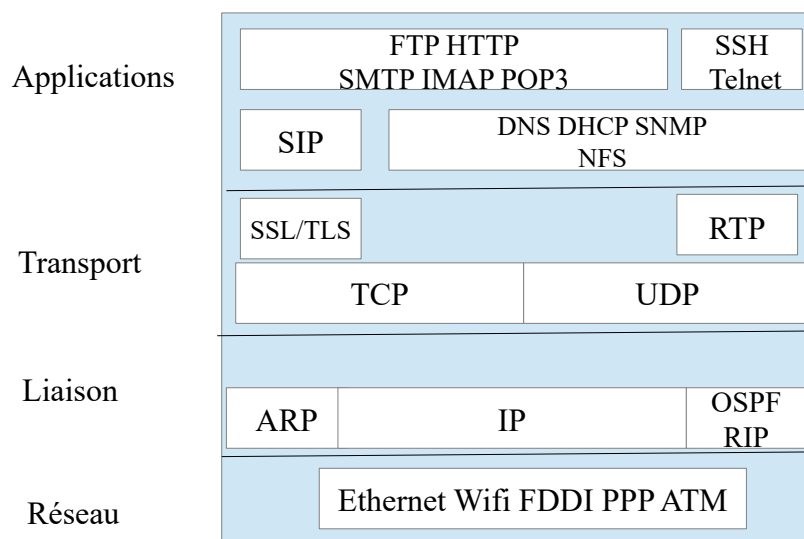 Applications
FTP HTTP
SMTP IMAP POP3
SSH
Telnet
SIP
DNS DHCP SNMP
NFS
Transport
SSL/TLS
RTP
TCP
UDP
Liaison
ARP
IP
OSPF
RIP
Réseau
Ethernet Wifi FDDI PPP ATM